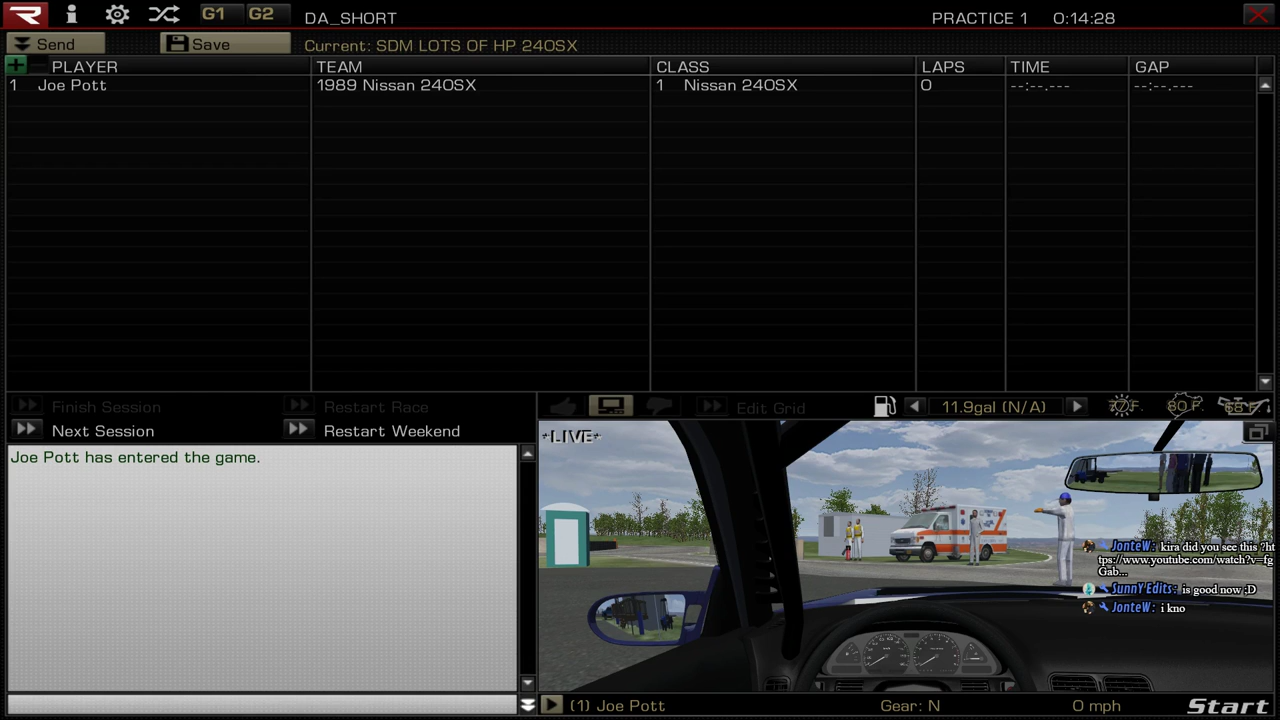 G1 G2 DA_SHORT PRACTICE 1 0:14:28
Send Save Current: SDM LOTS OF HP 240SX
PLAYER TEAM CLASS LAPS TIME GAP
1 Joe Pott 1989 Nissan 240SX 1 Nissan 240SX 0 --:--.--- --:--.---
Finish Session Restart Race Edit Grid 11.9gal (N/A) 70°F. 80°F. 68°F.
Next Session Restart Weekend
Joe Pott has entered the game.
*LIVE*
JonteW: kira did you see this ?ht
tps://www.youtube.com/watch?v=fg
Gab...
SunnY Edits: is good now :D
JonteW: i kno
(1) Joe Pott Gear: N 0 mph Start